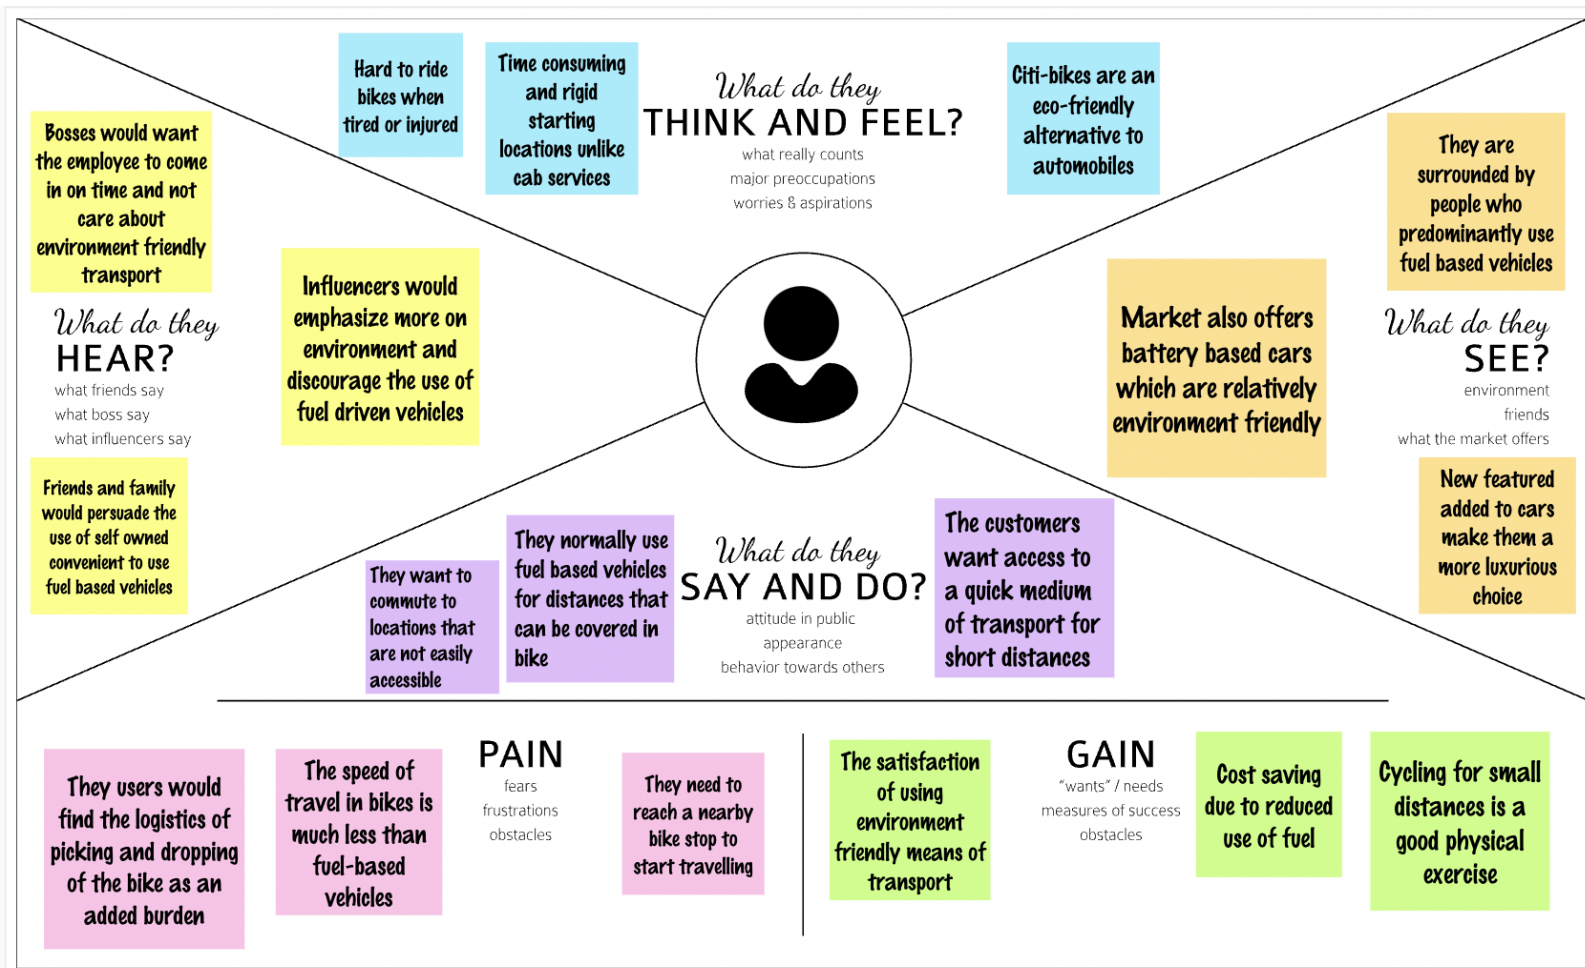 Hard to ride
bikes when
tired or injured
Time consuming
and rigid
starting
locations unlike
cab services
What do they
THINK AND FEEL?
what really counts
major preoccupations
worries & aspirations
Citi-bikes are an
eco-friendly
alternative to
automobiles
Bosses would want
the employee to come
in on time and not
care about
environment friendly
transport
Influencers would
emphasize more on
environment and
discourage the use of
fuel driven vehicles
What do they
HEAR?
what friends say
what boss say
what influencers say
Friends and family
would persuade the
use of self owned
convenient to use
fuel based vehicles
They are
surrounded by
people who
predominantly use
fuel based vehicles
Market also offers
battery based cars
which are relatively
environment friendly
What do they
SEE?
environment
friends
what the market offers
New featured
added to cars
make them a
more luxurious
choice
They want to
commute to
locations that
are not easily
accessible
They normally use
fuel based vehicles
for distances that
can be covered in
bike
What do they
SAY AND DO?
attitude in public
appearance
behavior towards others
The customers
want access to
a quick medium
of transport for
short distances
They users would
find the logistics of
picking and dropping
of the bike as an
added burden
The speed of
travel in bikes is
much less than
fuel-based
vehicles
PAIN
fears
frustrations
obstacles
They need to
reach a nearby
bike stop to
start travelling
The satisfaction
of using
environment
friendly means of
transport
GAIN
"wants" / needs
measures of success
obstacles
Cost saving
due to reduced
use of fuel
Cycling for small
distances is a
good physical
exercise